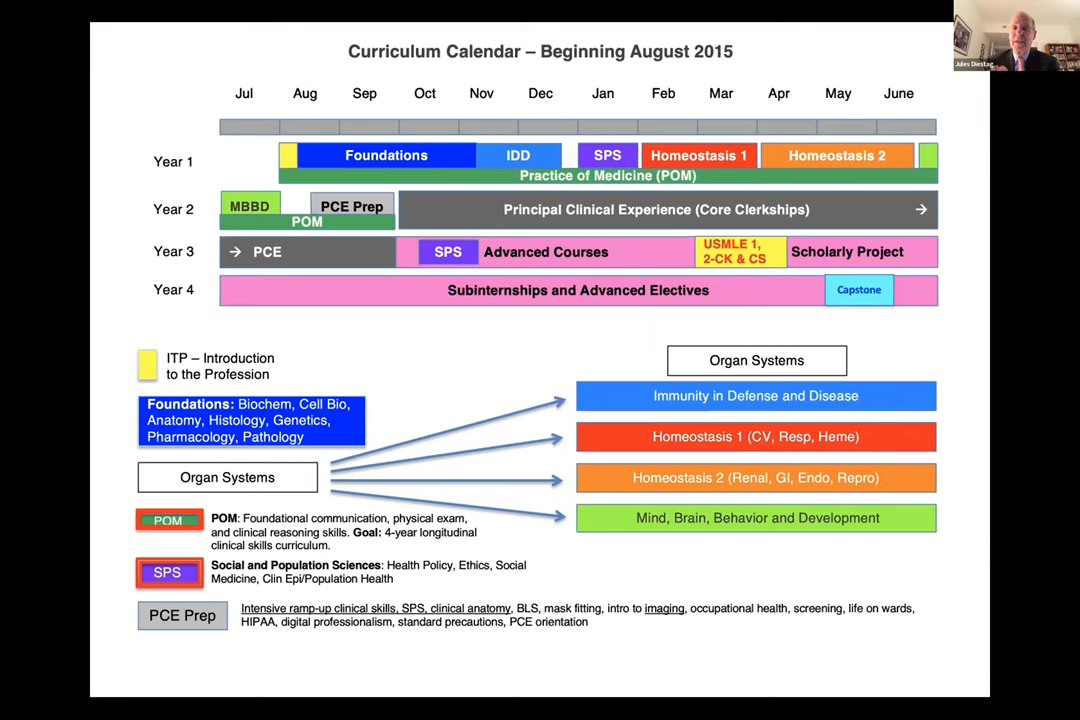 Curriculum Calendar – Beginning August 2015
Jules Dienstag
Jul Aug Sep Oct Nov Dec Jan Feb Mar Apr May June
Year 1
Foundations
IDD
SPS
Homeostasis 1
Homeostasis 2
Practice of Medicine (POM)
Year 2
MBBD
PCE Prep
POM
Principal Clinical Experience (Core Clerkships) →
Year 3
→ PCE
SPS
Advanced Courses
USMLE 1,
2-CK & CS
Scholarly Project
Year 4
Subinternships and Advanced Electives
Capstone
ITP – Introduction
to the Profession
Foundations: Biochem, Cell Bio,
Anatomy, Histology, Genetics,
Pharmacology, Pathology
Organ Systems
Organ Systems
Immunity in Defense and Disease
Homeostasis 1 (CV, Resp, Heme)
Homeostasis 2 (Renal, GI, Endo, Repro)
Mind, Brain, Behavior and Development
POM
POM: Foundational communication, physical exam,
and clinical reasoning skills. Goal: 4-year longitudinal
clinical skills curriculum.
SPS
Social and Population Sciences: Health Policy, Ethics, Social
Medicine, Clin Epi/Population Health
PCE Prep
Intensive ramp-up clinical skills, SPS, clinical anatomy, BLS, mask fitting, intro to imaging, occupational health, screening, life on wards,
HIPAA, digital professionalism, standard precautions, PCE orientation